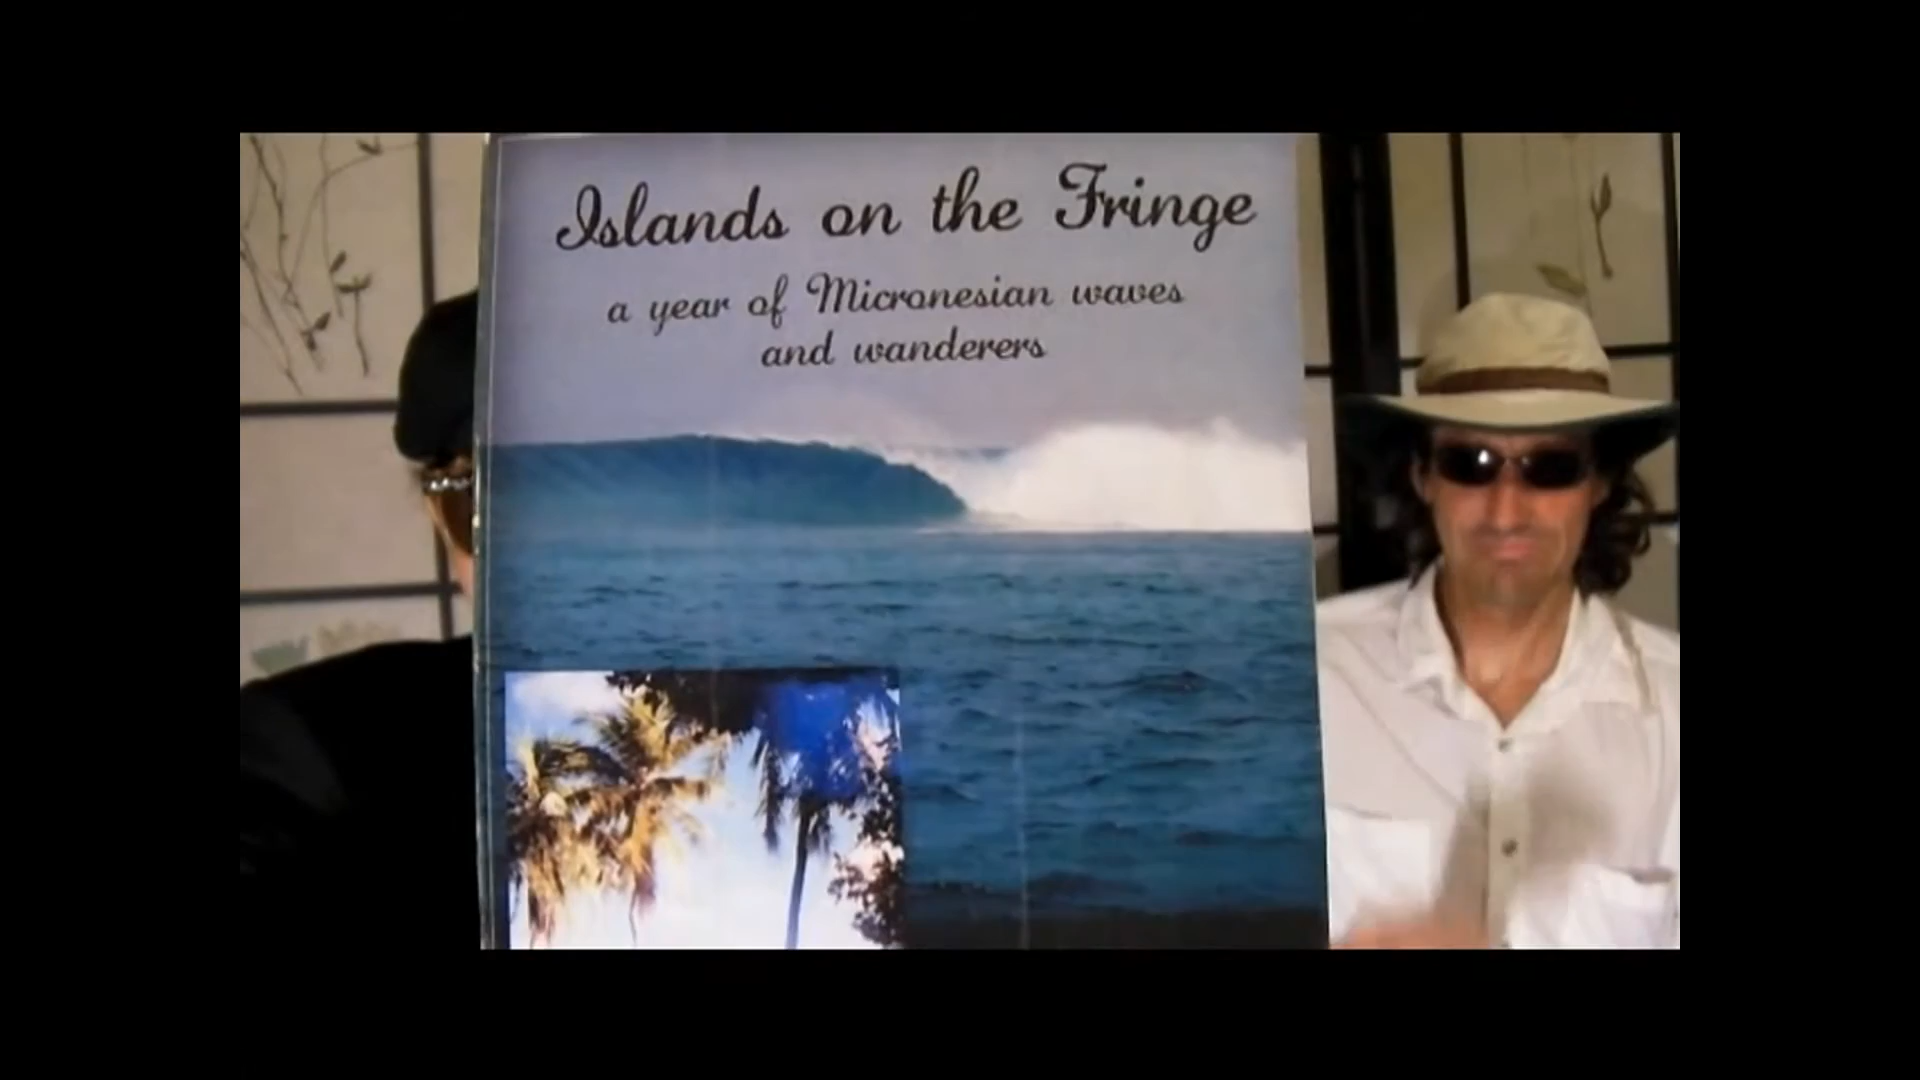 Islands on the Fringe
a year of Micronesian waves
and wanderers